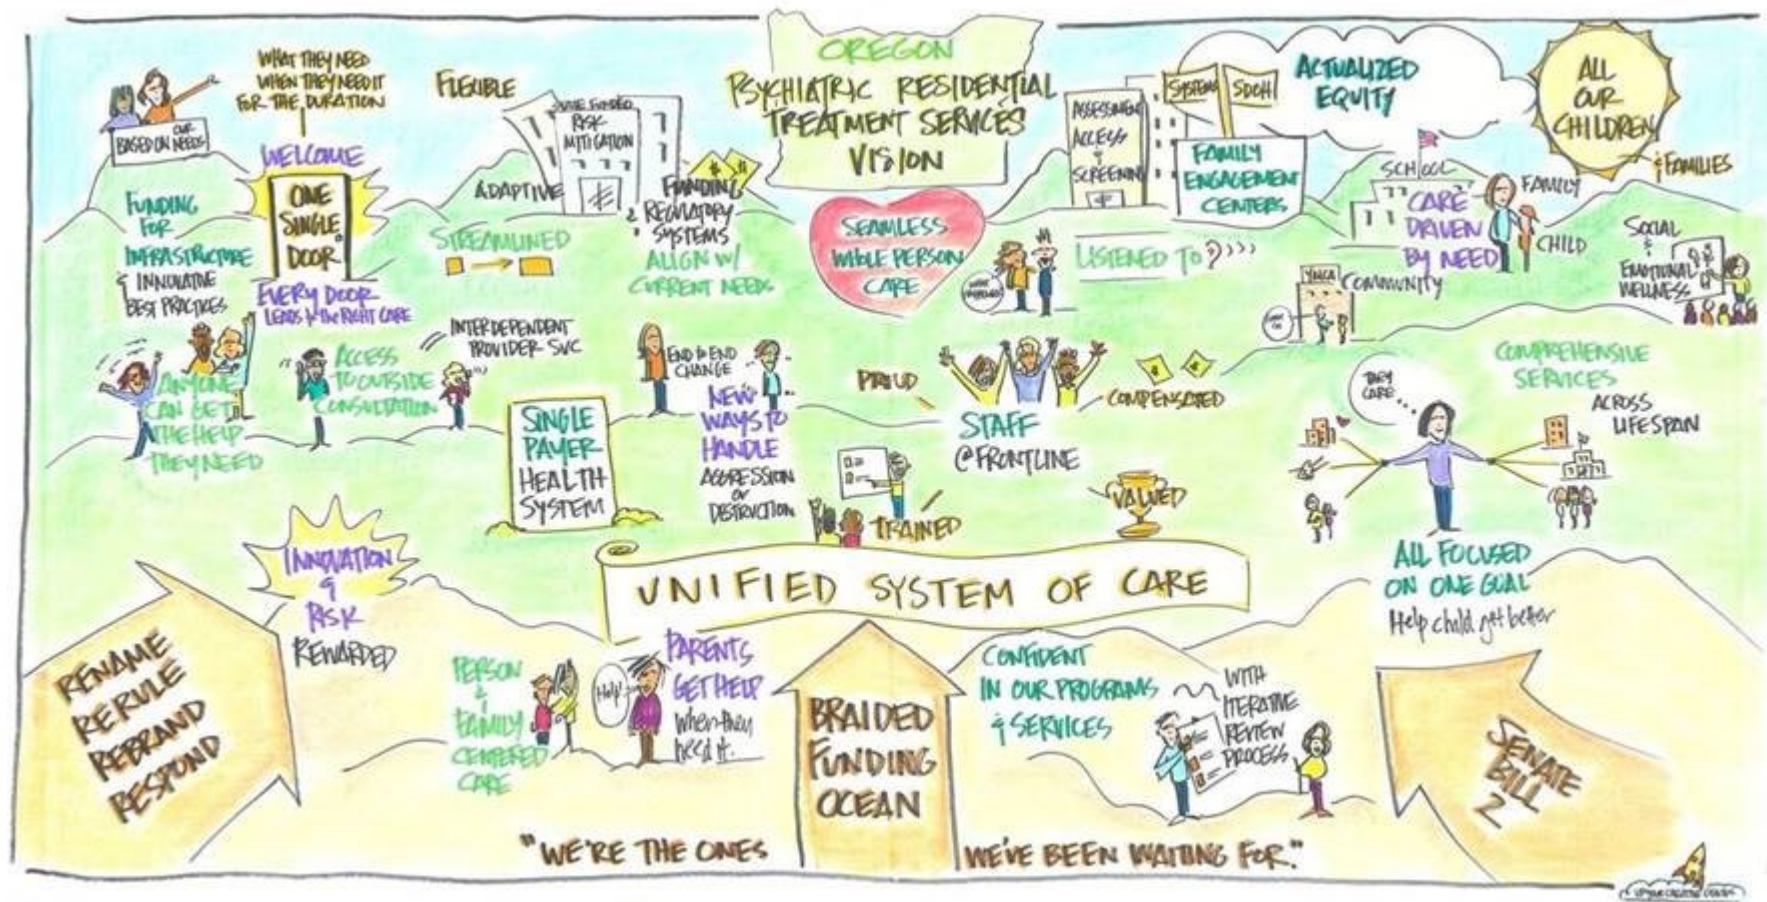 OREGON
PSYCHIATRIC RESIDENTIAL
TREATMENT SERVICES
VISION
OUR
BASED ON NEEDS
WHAT THEY NEED
WHEN THEY NEED IT
FOR THE DURATION
WELCOME
ONE
SINGLE
DOOR
EVERY DOOR
LEADS to the RIGHT CARE
FUNDING
FOR
INFRASTRUCTURE
& INNOVATIVE
BEST PRACTICES
FLEXIBLE
ADAPTIVE
STREAMLINED
FUNDED
RISK
MITIGATION
$ $
FUNDING
& REGULATORY
SYSTEMS
ALIGN W/
CURRENT NEEDS
SEAMLESS
WHOLE PERSON
CARE
ASSESSMENT
ACCESS
&
SCREENING
SYSTEMS
SDOH
FAMILY
ENGAGEMENT
CENTERS
LISTENED TO
ACTUALIZED
EQUITY
ALL
OUR
CHILDREN
& FAMILIES
SCHOOL
CARE
DRIVEN
BY NEED
FAMILY
CHILD
YMCA
COMMUNITY
SOCIAL
&
EMOTIONAL
WELLNESS
ANYONE
CAN GET
THE HELP
THEY NEED
ACCESS
TO OUTSIDE
CONSULTATION
INTERDEPENDENT
PROVIDER SVC
SINGLE
PAYER
HEALTH
SYSTEM
END to END
CHANGE
NEW
WAYS TO
HANDLE
AGGRESSION
or
DESTRUCTION
PROUD
COMPENSATED
STAFF
@ FRONTLINE
TRAINED
VALUED
THEY
CARE...
COMPREHENSIVE
SERVICES
ACROSS
LIFESPAN
ALL FOCUSED
ON ONE GOAL
Help child get better
INNOVATION
&
RISK
REWARDED
UNIFIED SYSTEM OF CARE
RENAME
RERULE
REBRAND
RESPOND
PERSON
&
FAMILY
CENTERED
CARE
Help!
PARENTS
GET HELP
when they
need it.
BRAIDED
FUNDING
OCEAN
CONFIDENT
IN OUR PROGRAMS
& SERVICES
WITH
ITERATIVE
REVIEW
PROCESS
SENATE
BILL
2
"WE'RE THE ONES
WE'VE BEEN WAITING FOR."